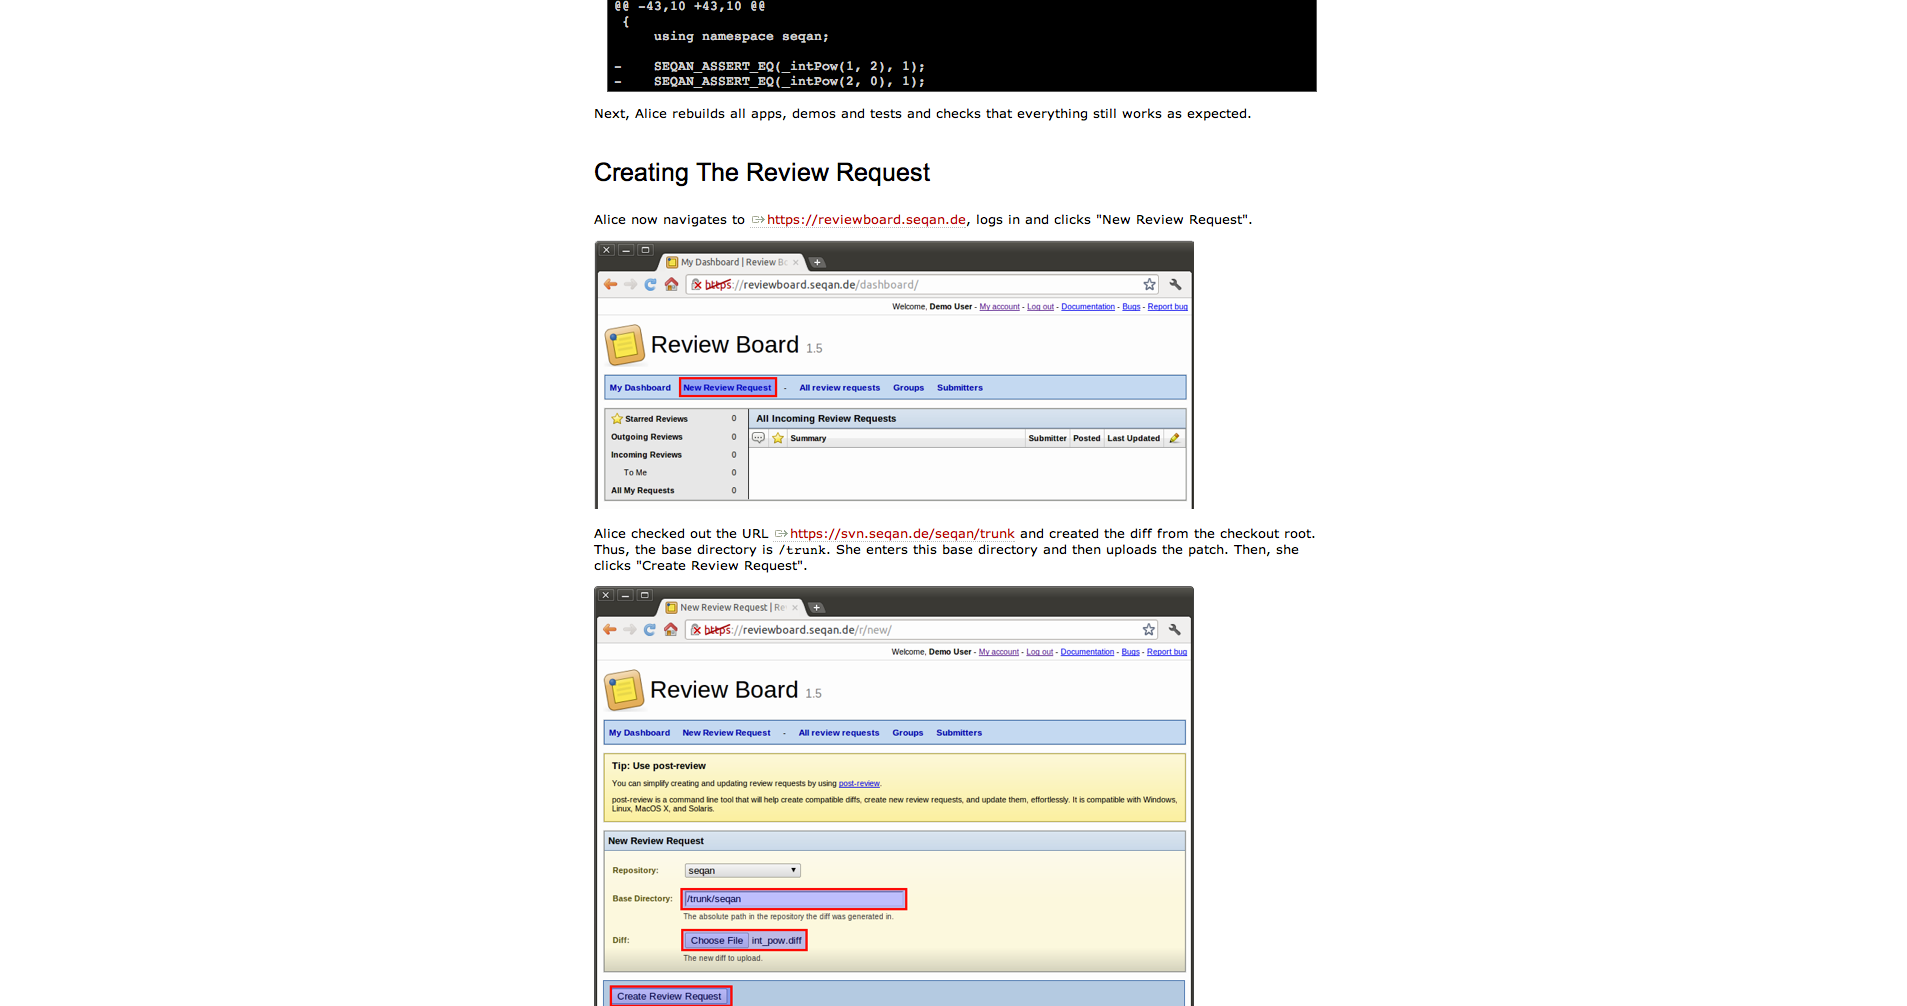 @@ -43,10 +43,10 @@
{
using namespace seqan;
-    SEQAN_ASSERT_EQ(_intPow(1, 2), 1);
-    SEQAN_ASSERT_EQ(_intPow(2, 0), 1);
Next, Alice rebuilds all apps, demos and tests and checks that everything still works as expected.
Creating The Review Request
Alice now navigates to https://reviewboard.seqan.de, logs in and clicks "New Review Request".
My Dashboard | Review Bo
https://reviewboard.seqan.de/dashboard/
Welcome, Demo User - My account - Log out - Documentation - Bugs - Report bug
Review Board 1.5
My Dashboard New Review Request - All review requests Groups Submitters
Starred Reviews 0
Outgoing Reviews 0
Incoming Reviews 0
To Me 0
All My Requests 0
All Incoming Review Requests
Summary Submitter Posted Last Updated
Alice checked out the URL https://svn.seqan.de/seqan/trunk and created the diff from the checkout root.
Thus, the base directory is /trunk. She enters this base directory and then uploads the patch. Then, she
clicks "Create Review Request".
New Review Request | Re
https://reviewboard.seqan.de/r/new/
Welcome, Demo User - My account - Log out - Documentation - Bugs - Report bug
Review Board 1.5
My Dashboard New Review Request - All review requests Groups Submitters
Tip: Use post-review
You can simplify creating and updating review requests by using post-review.
post-review is a command line tool that will help create compatible diffs, create new review requests, and update them, effortlessly. It is compatible with Windows,
Linux, MacOS X, and Solaris.
New Review Request
Repository: seqan
Base Directory: /trunk/seqan
The absolute path in the repository the diff was generated in.
Diff: Choose File int_pow.diff
The new diff to upload.
Create Review Request